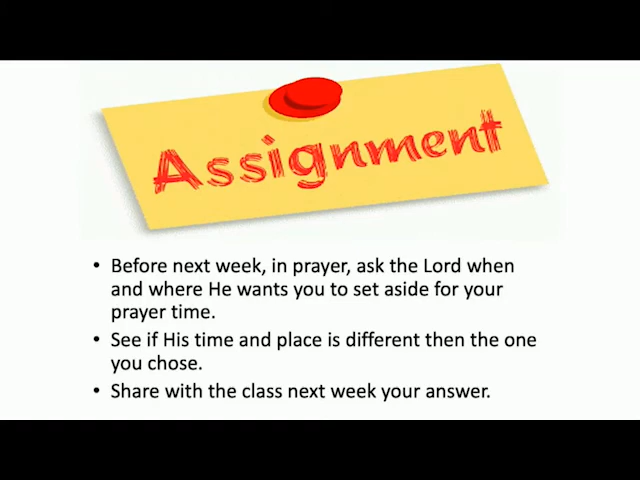 Assignment
• Before next week, in prayer, ask the Lord when
and where He wants you to set aside for your
prayer time.
• See if His time and place is different then the one
you chose.
• Share with the class next week your answer.